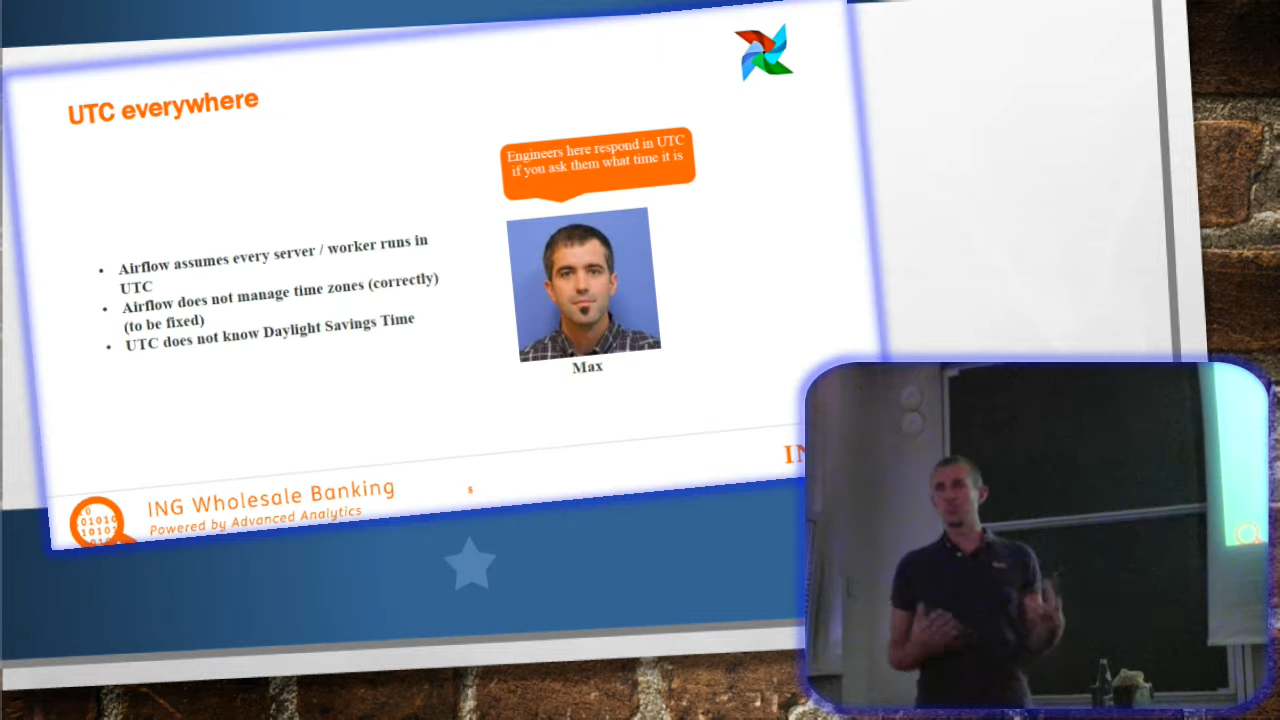 UTC everywhere
Engineers here respond in UTC
if you ask them what time it is
• Airflow assumes every server / worker runs in
UTC
• Airflow does not manage time zones (correctly)
(to be fixed)
• UTC does not know Daylight Savings Time
Max
ING Wholesale Banking
Powered by Advanced Analytics
8